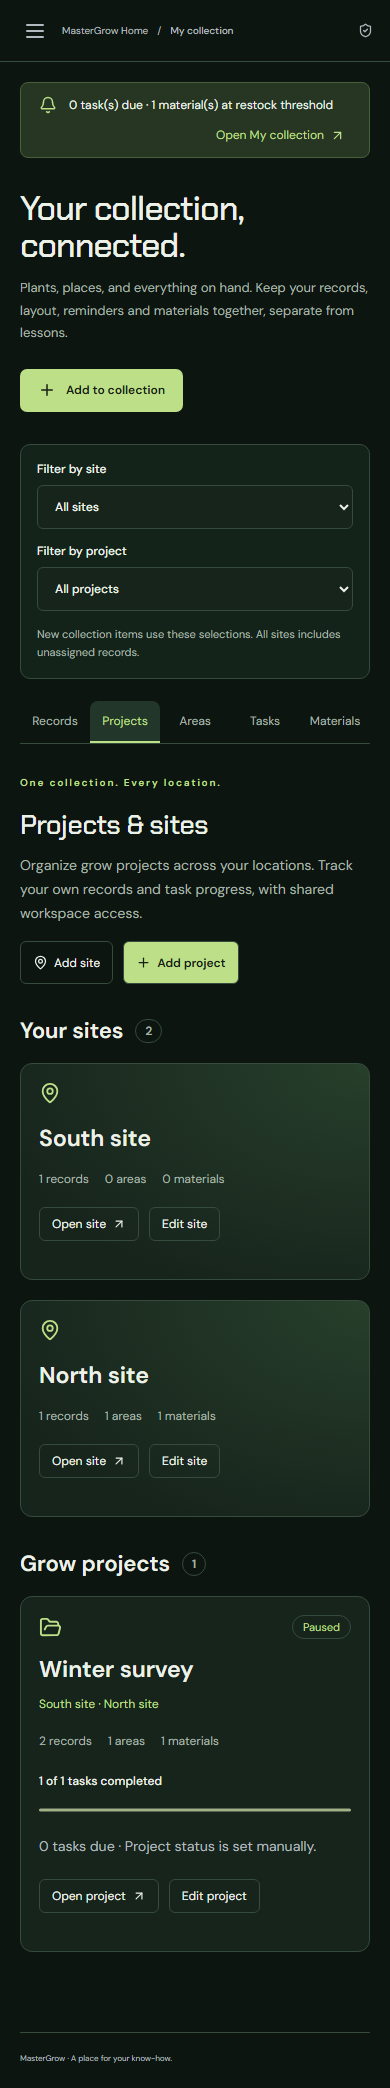 MasterGrow Home / My collection
0 task(s) due · 1 material(s) at restock threshold
Open My collection
Your collection,
connected.
Plants, places, and everything on hand. Keep your records,
layout, reminders and materials together, separate from
lessons.
Add to collection
Filter by site
All sites
Filter by project
All projects
New collection items use these selections. All sites includes
unassigned records.
Records Projects Areas Tasks Materials
One collection. Every location.
Projects & sites
Organize grow projects across your locations. Track
your own records and task progress, with shared
workspace access.
Add site Add project
Your sites 2
South site
1 records 0 areas 0 materials
Open site Edit site
North site
1 records 1 areas 1 materials
Open site Edit site
Grow projects 1
Paused
Winter survey
South site · North site
2 records 1 areas 1 materials
1 of 1 tasks completed
0 tasks due · Project status is set manually.
Open project Edit project
MasterGrow · A place for your know-how.